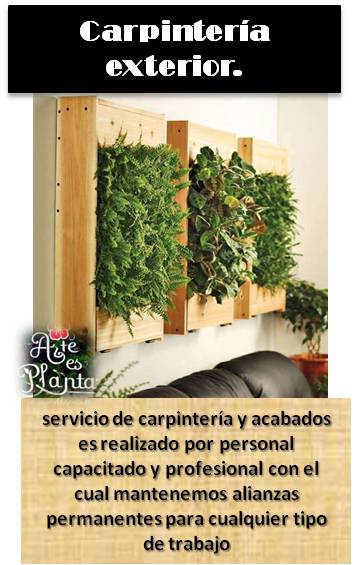 Carpintería
exterior.
Arte
es
Planta
servicio de carpintería y acabados
es realizado por personal
capacitado y profesional con el
cual mantenemos alianzas
permanentes para cualquier tipo
de trabajo